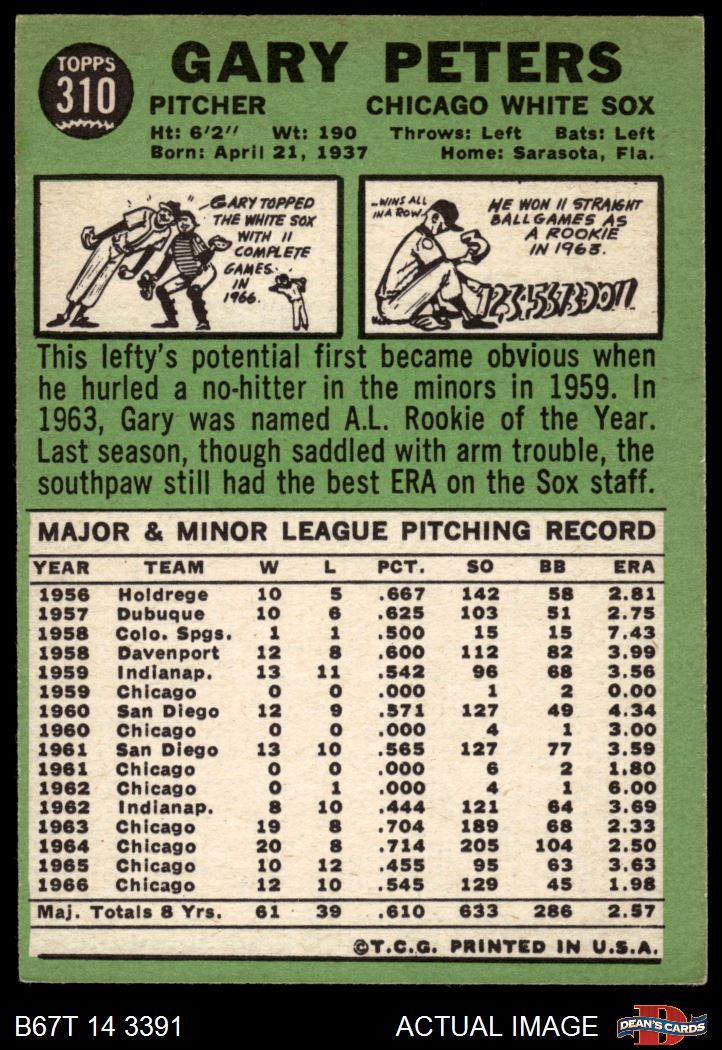 TOPPS
310
GARY PETERS
PITCHER CHICAGO WHITE SOX
Ht: 6'2" Wt: 190 Throws: Left Bats: Left
Born: April 21, 1937 Home: Sarasota, Fla.
GARY TOPPED
THE WHITE SOX
WITH 11
COMPLETE
GAMES
IN
1966.
..WINS ALL
IN A ROW.
HE WON 11 STRAIGHT
BALLGAMES AS
A ROOKIE
IN 1963.
1234567891011
This lefty's potential first became obvious when
he hurled a no-hitter in the minors in 1959. In
1963, Gary was named A.L. Rookie of the Year.
Last season, though saddled with arm trouble, the
southpaw still had the best ERA on the Sox staff.
MAJOR & MINOR LEAGUE PITCHING RECORD
YEAR TEAM W L PCT. SO BB ERA
1956 Holdrege 10 5 .667 142 58 2.81
1957 Dubuque 10 6 .625 103 51 2.75
1958 Colo. Spgs. 1 1 .500 15 15 7.43
1958 Davenport 12 8 .600 112 82 3.99
1959 Indianap. 13 11 .542 96 68 3.56
1959 Chicago 0 0 .000 1 2 0.00
1960 San Diego 12 9 .571 127 49 4.34
1960 Chicago 0 0 .000 4 1 3.00
1961 San Diego 13 10 .565 127 77 3.59
1961 Chicago 0 0 .000 6 2 1.80
1962 Chicago 0 1 .000 4 1 6.00
1962 Indianap. 8 10 .444 121 64 3.69
1963 Chicago 19 8 .704 189 68 2.33
1964 Chicago 20 8 .714 205 104 2.50
1965 Chicago 10 12 .455 95 63 3.63
1966 Chicago 12 10 .545 129 45 1.98
Maj. Totals 8 Yrs. 61 39 .610 633 286 2.57
©T.C.G. PRINTED IN U.S.A.
B67T 14 3391 ACTUAL IMAGE
D
DEAN'S CARDS